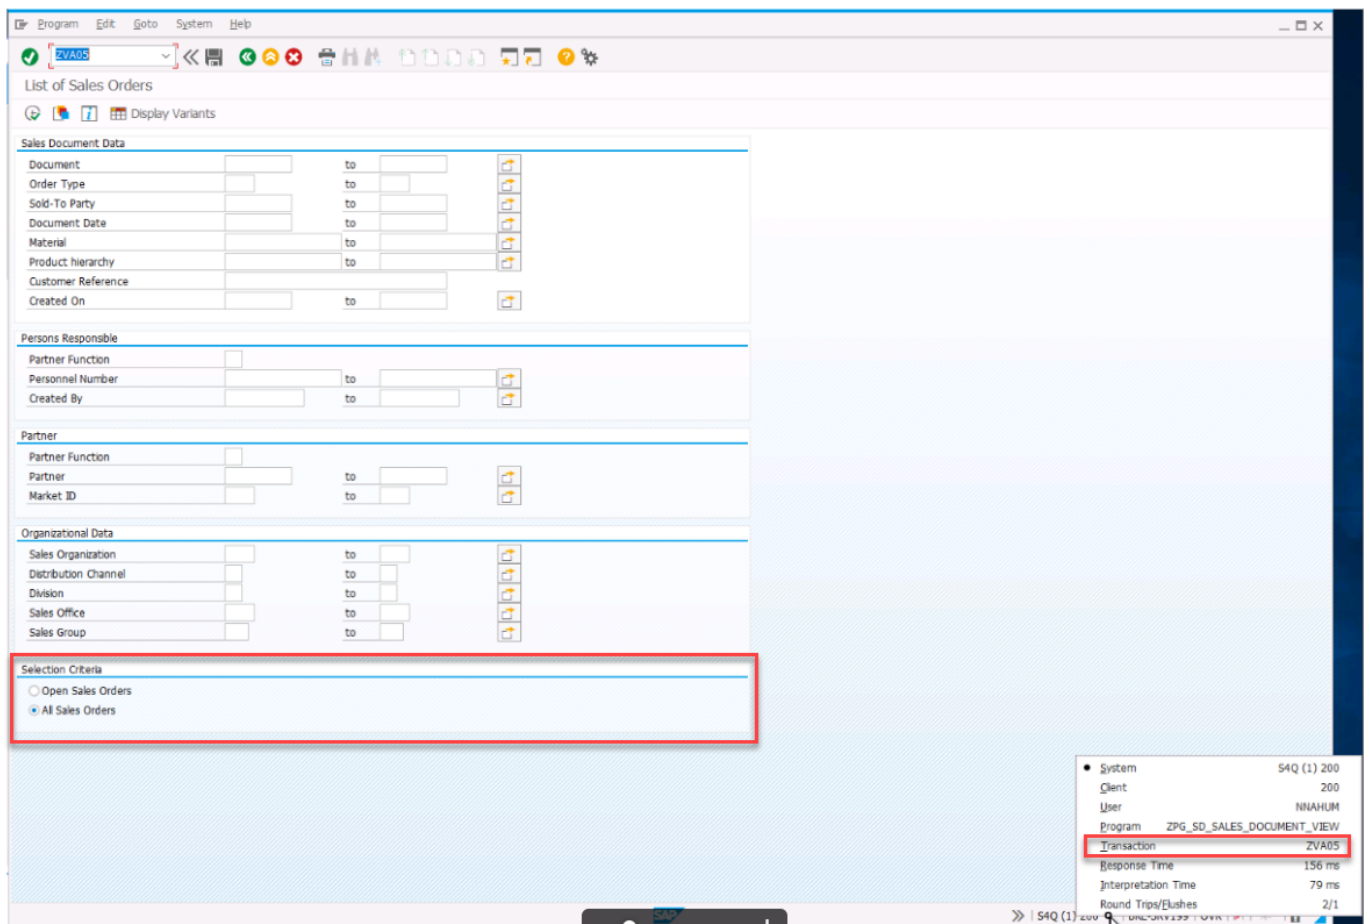 Program Edit Goto System Help
ZVA05
List of Sales Orders
Display Variants
Sales Document Data
Document to
Order Type to
Sold-To Party to
Document Date to
Material to
Product hierarchy to
Customer Reference
Created On to
Persons Responsible
Partner Function
Personnel Number to
Created By to
Partner
Partner Function
Partner to
Market ID to
Organizational Data
Sales Organization to
Distribution Channel to
Division to
Sales Office to
Sales Group to
Selection Criteria
Open Sales Orders
All Sales Orders
System S4Q (1) 200
Client 200
User NNAHUM
Program ZPG_SD_SALES_DOCUMENT_VIEW
Transaction ZVA05
Response Time 156 ms
Interpretation Time 79 ms
Round Trips/Flushes 2/1
SAP S4Q (1) 200 OVR